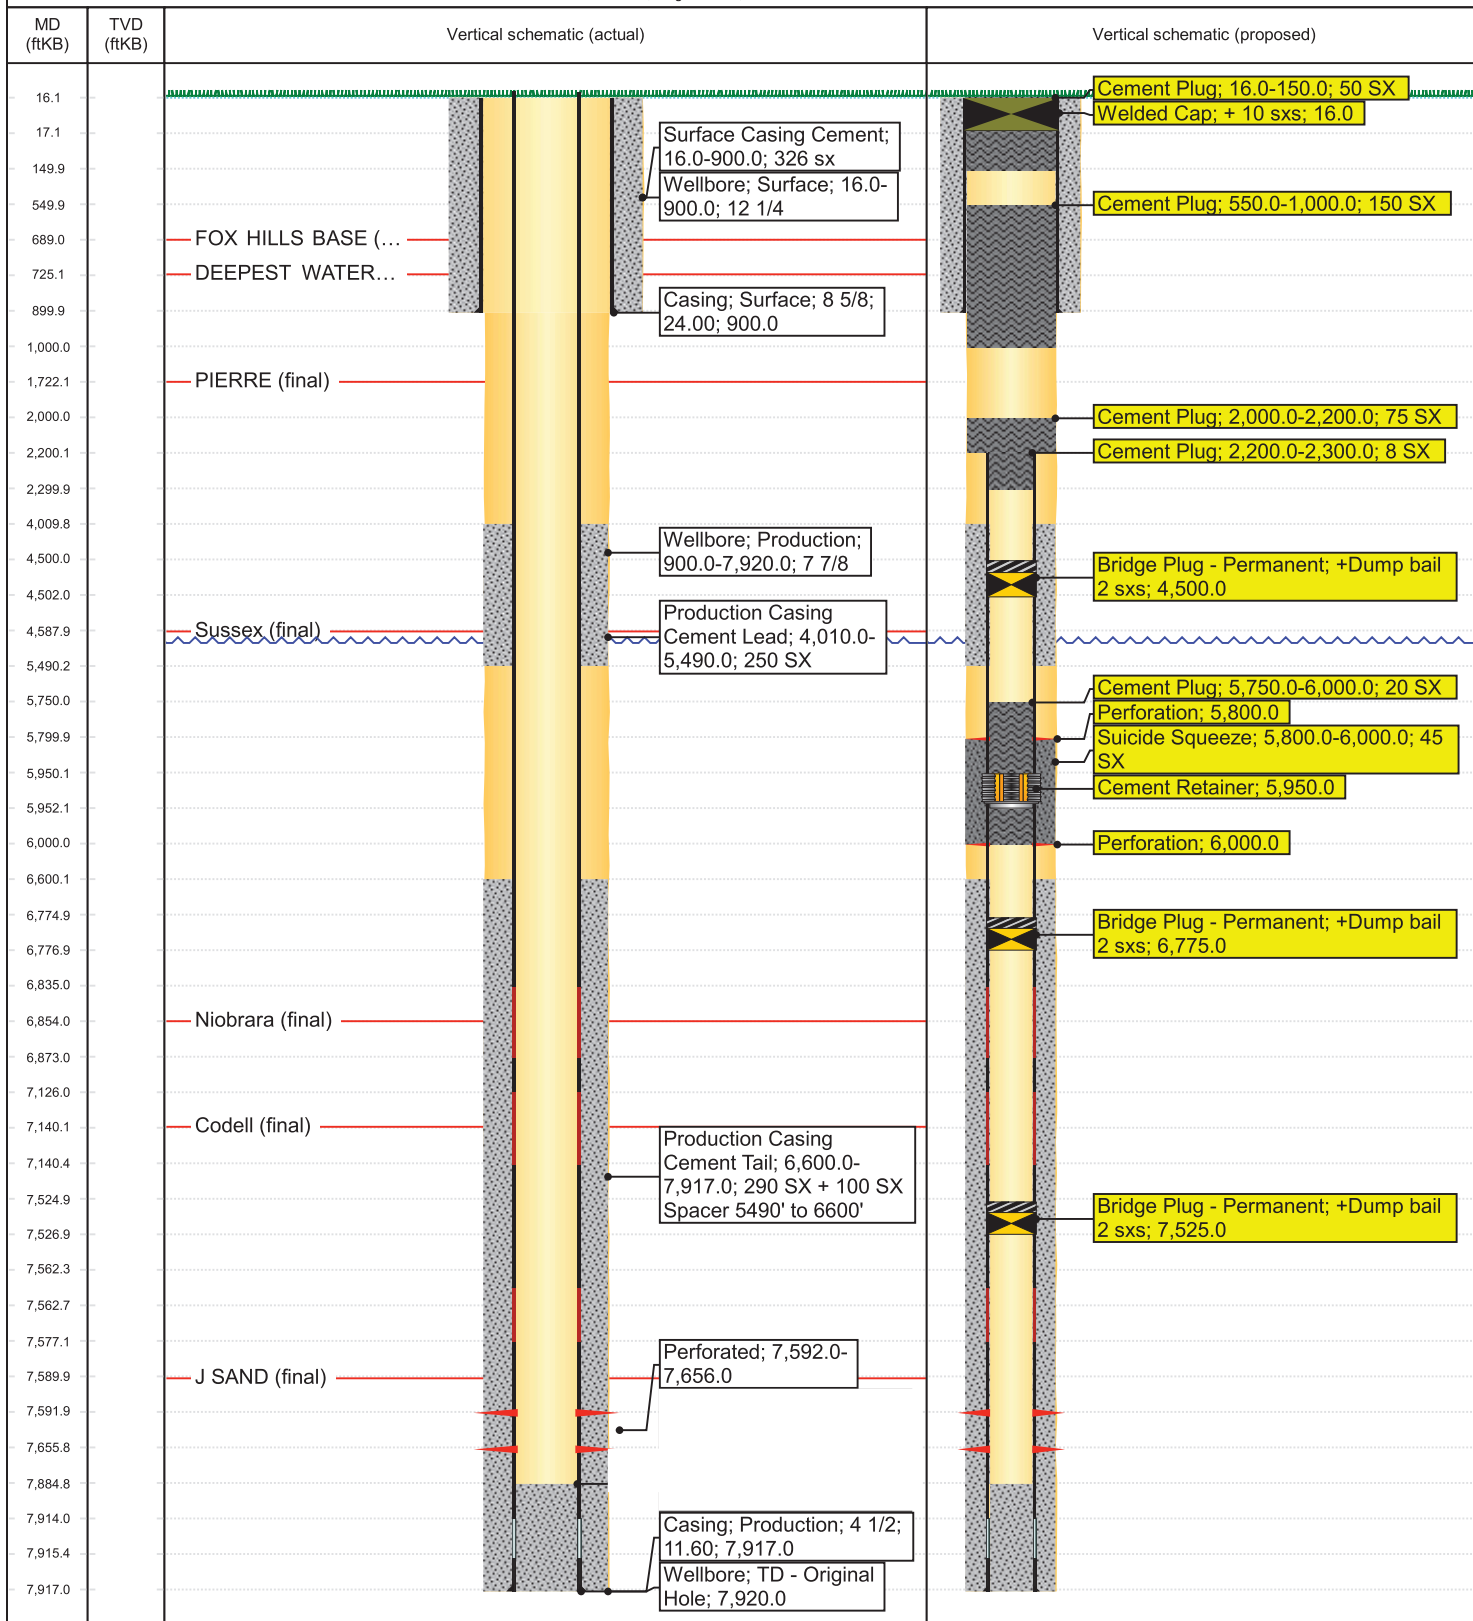 MD
(ftKB)
TVD
(ftKB)
Vertical schematic (actual)
Vertical schematic (proposed)
16.1
17.1
149.9
549.9
689.0
725.1
899.9
1,000.0
1,722.1
2,000.0
2,200.1
2,299.9
4,009.8
4,500.0
4,502.0
4,587.9
5,490.2
5,750.0
5,799.9
5,950.1
5,952.1
6,000.0
6,600.1
6,774.9
6,776.9
6,835.0
6,854.0
6,873.0
7,126.0
7,140.1
7,140.4
7,524.9
7,526.9
7,562.3
7,562.7
7,577.1
7,589.9
7,591.9
7,655.8
7,884.8
7,914.0
7,915.4
7,917.0
FOX HILLS BASE (...
DEEPEST WATER...
PIERRE (final)
Sussex (final)
Niobrara (final)
Codell (final)
J SAND (final)
Surface Casing Cement;
16.0-900.0; 326 sx
Wellbore; Surface; 16.0-
900.0; 12 1/4
Casing; Surface; 8 5/8;
24.00; 900.0
Wellbore; Production;
900.0-7,920.0; 7 7/8
Production Casing
Cement Lead; 4,010.0-
5,490.0; 250 SX
Production Casing
Cement Tail; 6,600.0-
7,917.0; 290 SX + 100 SX
Spacer 5490' to 6600'
Perforated; 7,592.0-
7,656.0
Casing; Production; 4 1/2;
11.60; 7,917.0
Wellbore; TD - Original
Hole; 7,920.0
Cement Plug; 16.0-150.0; 50 SX
Welded Cap; + 10 sxs; 16.0
Cement Plug; 550.0-1,000.0; 150 SX
Cement Plug; 2,000.0-2,200.0; 75 SX
Cement Plug; 2,200.0-2,300.0; 8 SX
Bridge Plug - Permanent; +Dump bail
2 sxs; 4,500.0
Cement Plug; 5,750.0-6,000.0; 20 SX
Perforation; 5,800.0
Suicide Squeeze; 5,800.0-6,000.0; 45
SX
Cement Retainer; 5,950.0
Perforation; 6,000.0
Bridge Plug - Permanent; +Dump bail
2 sxs; 6,775.0
Bridge Plug - Permanent; +Dump bail
2 sxs; 7,525.0